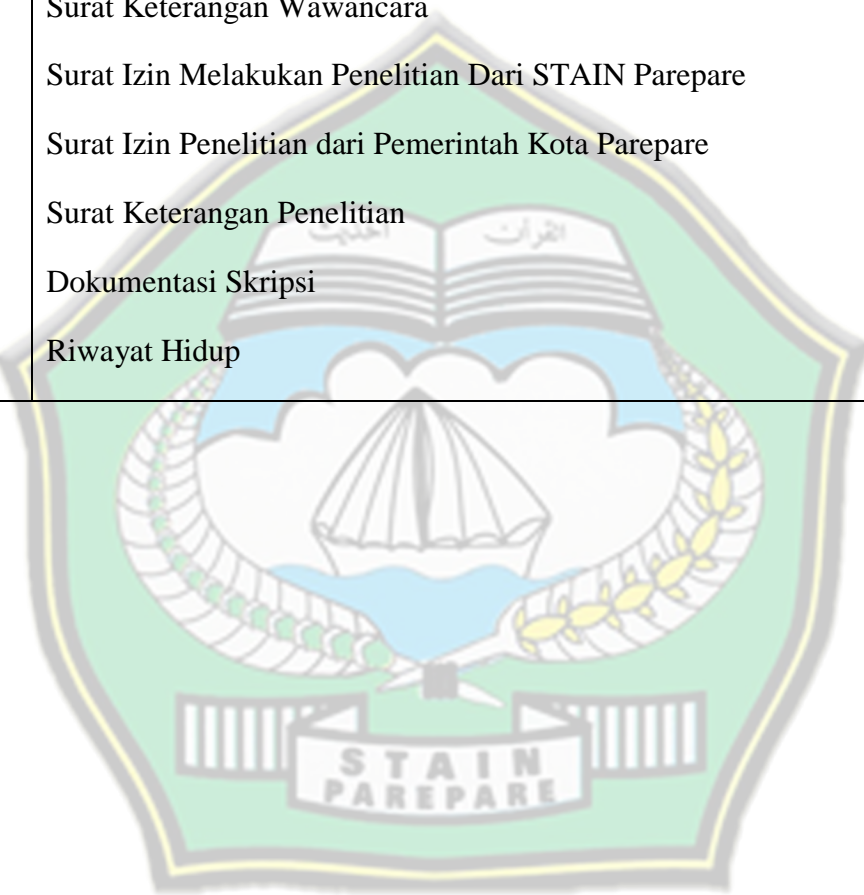 Surat Keterangan Wawancara
Surat Izin Melakukan Penelitian Dari STAIN Parepare
Surat Izin Penelitian dari Pemerintah Kota Parepare
Surat Keterangan Penelitian
Dokumentasi Skripsi
Riwayat Hidup
القرآن
STAIN
PAREPARE